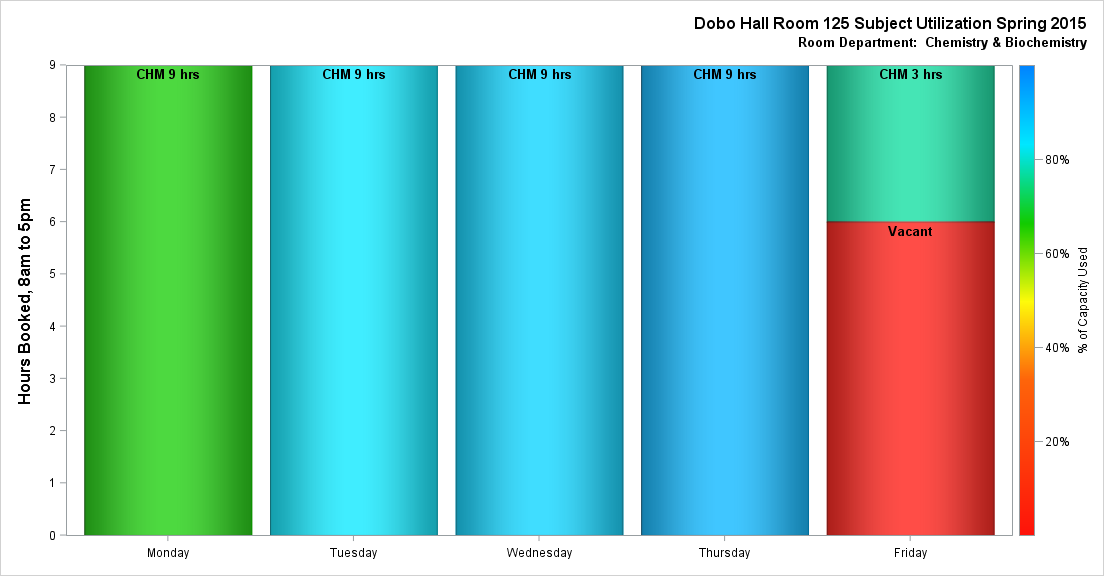 Dobo Hall Room 125 Subject Utilization Spring 2015
Room Department: Chemistry & Biochemistry
Hours Booked, 8am to 5pm
9
8
7
6
5
4
3
2
1
0
CHM 9 hrs
CHM 9 hrs
CHM 9 hrs
CHM 9 hrs
CHM 3 hrs
Vacant
Monday
Tuesday
Wednesday
Thursday
Friday
80%
60%
40%
20%
% of Capacity Used